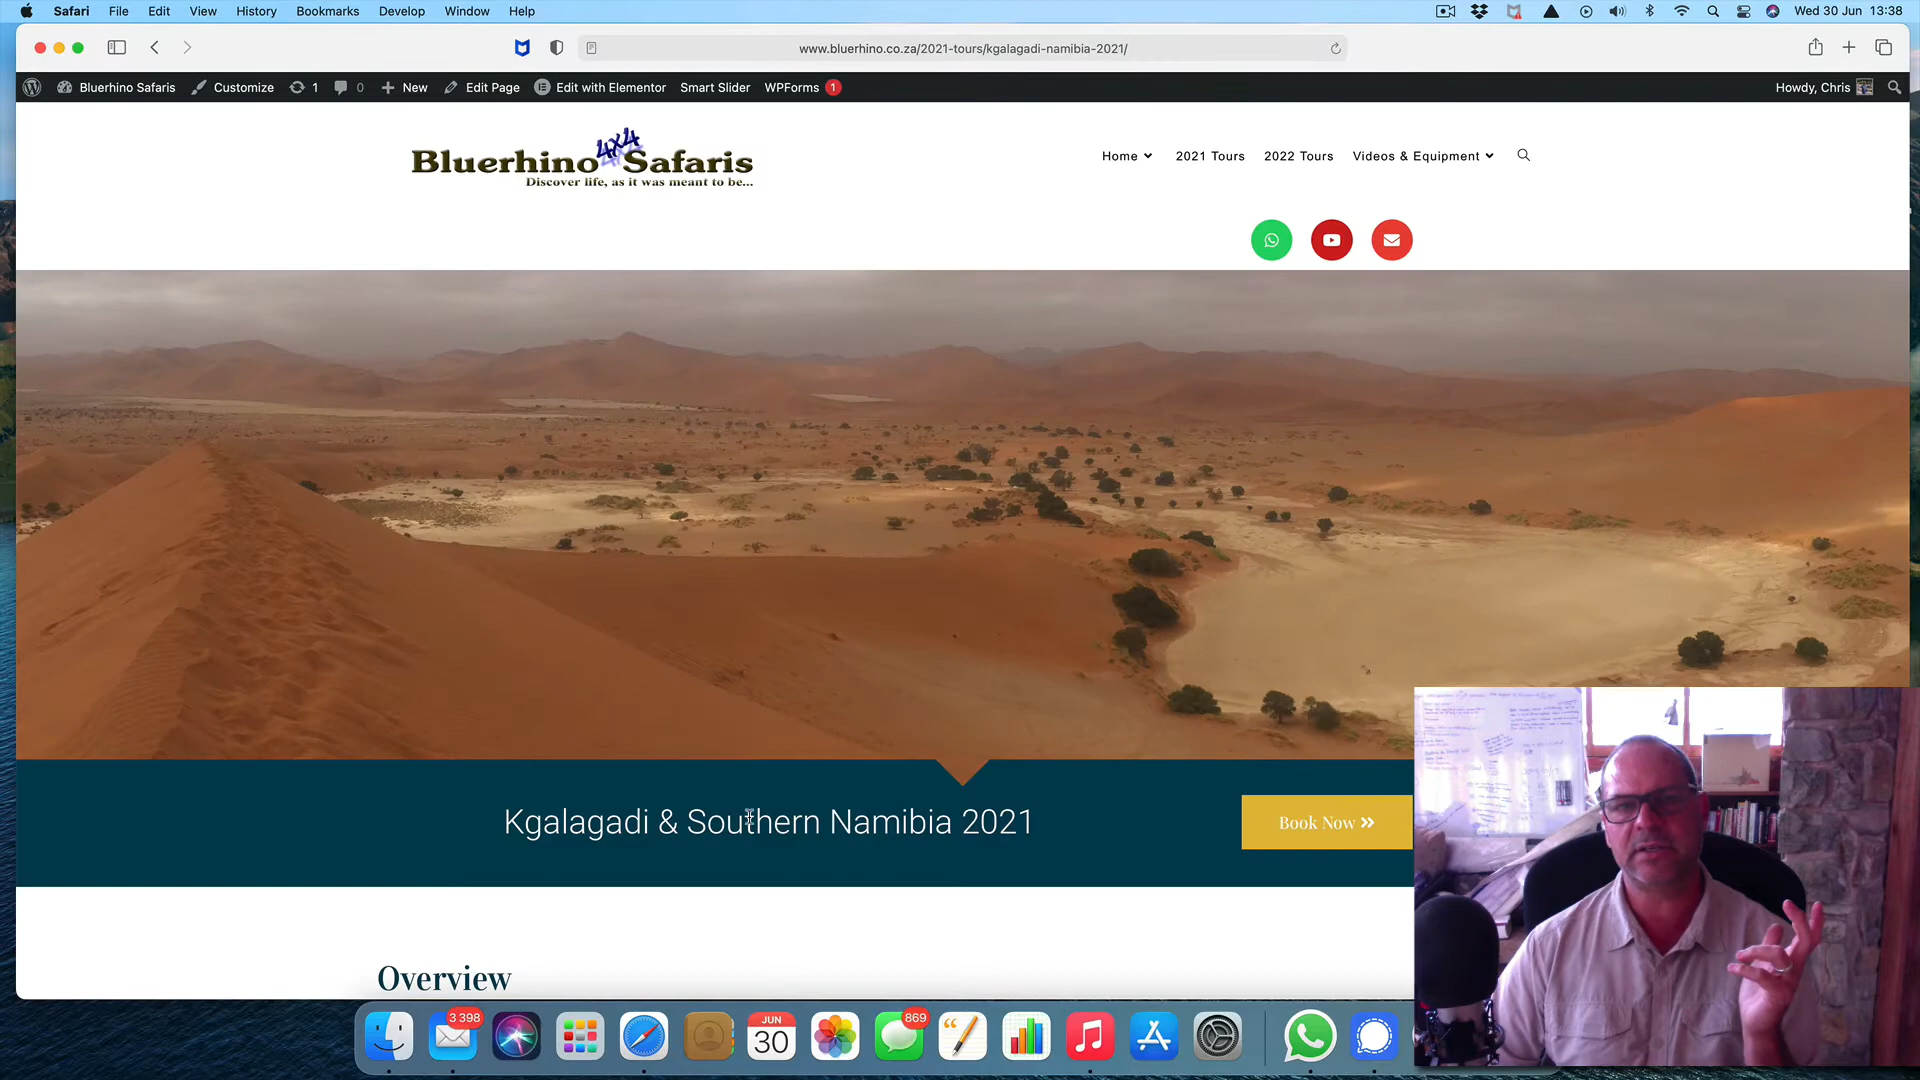 Safari File Edit View History Bookmarks Develop Window Help Wed 30 Jun 13:38
www.bluerhino.co.za/2021-tours/kgalagadi-namibia-2021/
Bluerhino Safaris Customize 1 0 New Edit Page Edit with Elementor Smart Slider WPForms 1 Howdy, Chris
Bluerhino 4x4 Safaris
Discover life, as it was meant to be...
Home 2021 Tours 2022 Tours Videos & Equipment
Kgalagadi & Southern Namibia 2021
Book Now
Overview
3 398
JUN
30
869